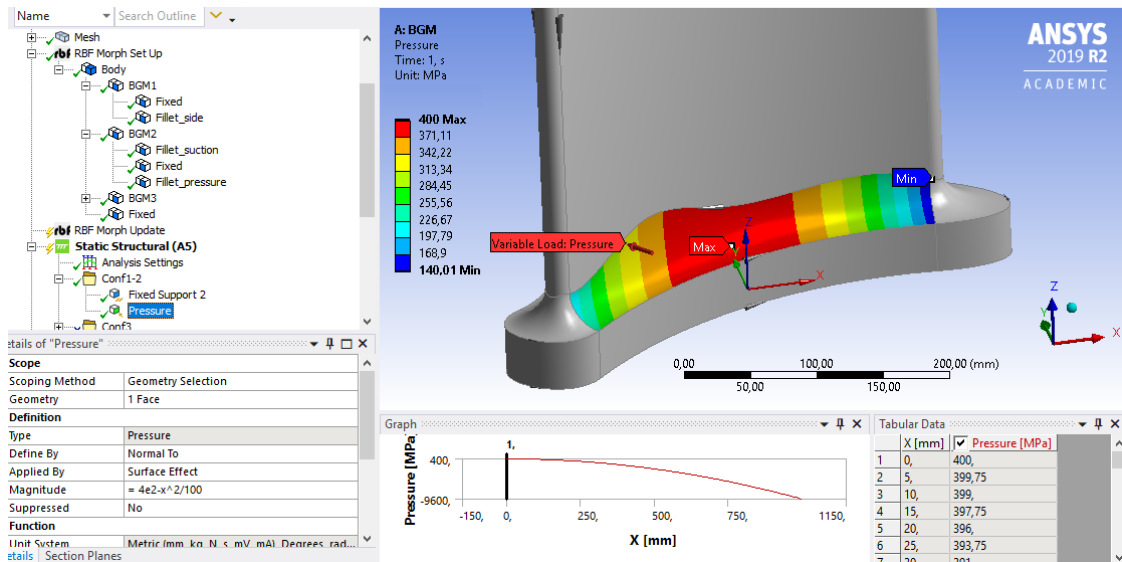 Name
Search Outline
Mesh
rbf RBF Morph Set Up
Body
BGM1
Fixed
Fillet_side
BGM2
Fillet_suction
Fixed
Fillet_pressure
BGM3
Fixed
rbf RBF Morph Update
Static Structural (A5)
Analysis Settings
Conf1-2
Fixed Support 2
Pressure
Conf3
etails of "Pressure"
Scope
Scoping Method Geometry Selection
Geometry 1 Face
Definition
Type Pressure
Define By Normal To
Applied By Surface Effect
Magnitude = 4e2-x^2/100
Suppressed No
Function
Unit System Metric (mm, kg, N, s, mV, mA) Degrees rad...
etails Section Planes
A: BGM
Pressure
Time: 1, s
Unit: MPa
400 Max
371,11
342,22
313,34
284,45
255,56
226,67
197,79
168,9
140,01 Min
ANSYS
2019 R2
ACADEMIC
Min
Variable Load: Pressure
Max
Z
Y
X
Z
Y
X
0,00 100,00 200,00 (mm)
50,00 150,00
Graph
1,
Pressure [MPa]
400,
-9600,
-150, 0, 250, 500, 750, 1150,
X [mm]
Tabular Data
X [mm] Pressure [MPa]
1 0, 400,
2 5, 399,75
3 10, 399,
4 15, 397,75
5 20, 396,
6 25, 393,75